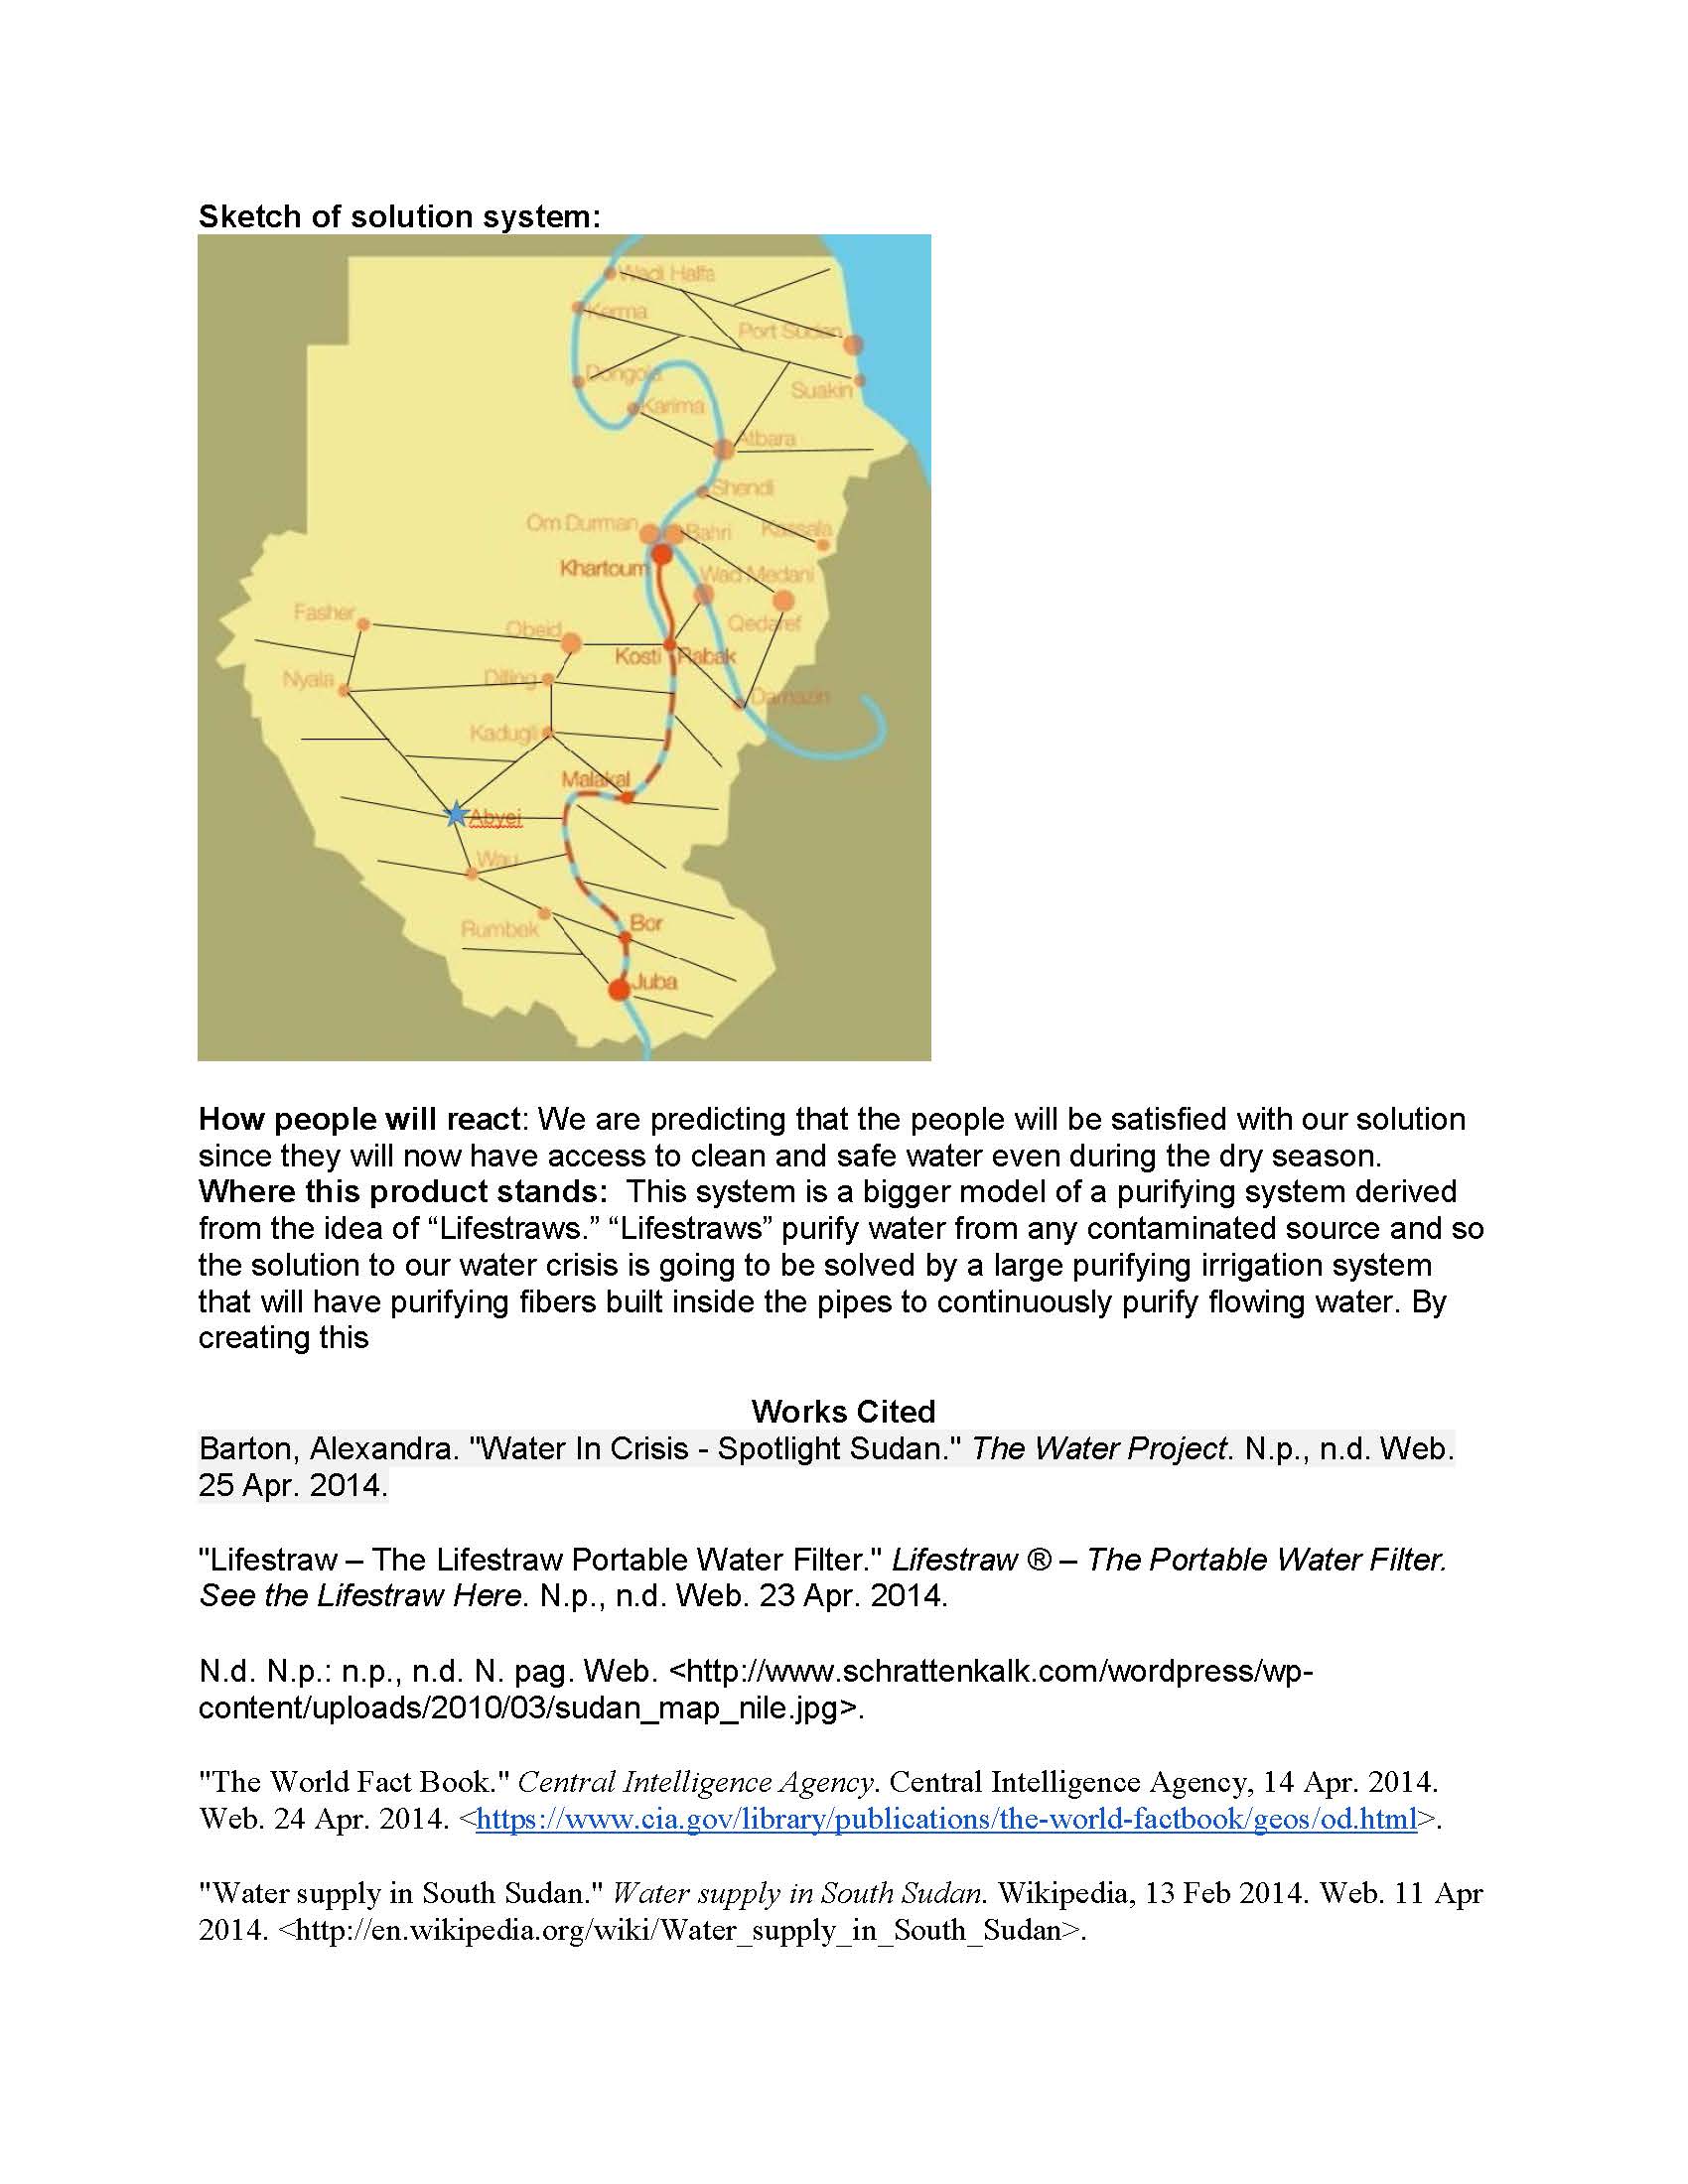 Sketch of solution system:
Wadi Halfa
Kerma
Port Sudan
Dongola
Suakin
Karima
Atbara
Shendi
Om Durman
Bahri
Kassala
Khartoum
Wad Medani
Fasher
Obeid
Qedaref
Kosti
Rabak
Nyala
Dilling
Damazin
Kadugli
Malakal
Abyei
Wau
Rumbek
Bor
Juba
How people will react: We are predicting that the people will be satisfied with our solution
since they will now have access to clean and safe water even during the dry season.
Where this product stands:  This system is a bigger model of a purifying system derived
from the idea of “Lifestraws.” “Lifestraws” purify water from any contaminated source and so
the solution to our water crisis is going to be solved by a large purifying irrigation system
that will have purifying fibers built inside the pipes to continuously purify flowing water. By
creating this
Works Cited
Barton, Alexandra. "Water In Crisis - Spotlight Sudan." The Water Project. N.p., n.d. Web.
25 Apr. 2014.
"Lifestraw – The Lifestraw Portable Water Filter." Lifestraw ® – The Portable Water Filter.
See the Lifestraw Here. N.p., n.d. Web. 23 Apr. 2014.
N.d. N.p.: n.p., n.d. N. pag. Web. <http://www.schrattenkalk.com/wordpress/wp-
content/uploads/2010/03/sudan_map_nile.jpg>.
"The World Fact Book." Central Intelligence Agency. Central Intelligence Agency, 14 Apr. 2014.
Web. 24 Apr. 2014. <https://www.cia.gov/library/publications/the-world-factbook/geos/od.html>.
"Water supply in South Sudan." Water supply in South Sudan. Wikipedia, 13 Feb 2014. Web. 11 Apr
2014. <http://en.wikipedia.org/wiki/Water_supply_in_South_Sudan>.